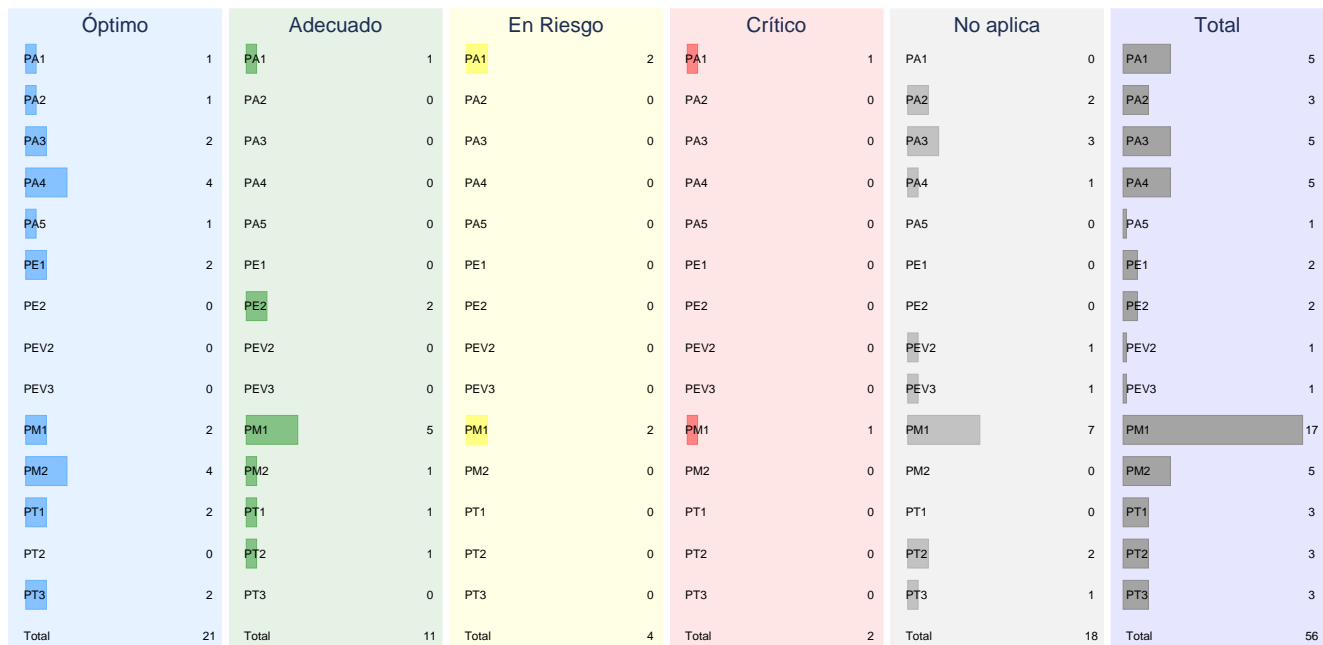 Óptimo Adecuado En Riesgo Crítico No aplica Total
PA1 1 PA1 1 PA1 2 PA1 1 PA1 0 PA1 5
PA2 1 PA2 0 PA2 0 PA2 0 PA2 2 PA2 3
PA3 2 PA3 0 PA3 0 PA3 0 PA3 3 PA3 5
PA4 4 PA4 0 PA4 0 PA4 0 PA4 1 PA4 5
PA5 1 PA5 0 PA5 0 PA5 0 PA5 0 PA5 1
PE1 2 PE1 0 PE1 0 PE1 0 PE1 0 PE1 2
PE2 0 PE2 2 PE2 0 PE2 0 PE2 0 PE2 2
PEV2 0 PEV2 0 PEV2 0 PEV2 0 PEV2 1 PEV2 1
PEV3 0 PEV3 0 PEV3 0 PEV3 0 PEV3 1 PEV3 1
PM1 2 PM1 5 PM1 2 PM1 1 PM1 7 PM1 17
PM2 4 PM2 1 PM2 0 PM2 0 PM2 0 PM2 5
PT1 2 PT1 1 PT1 0 PT1 0 PT1 0 PT1 3
PT2 0 PT2 1 PT2 0 PT2 0 PT2 2 PT2 3
PT3 2 PT3 0 PT3 0 PT3 0 PT3 1 PT3 3
Total 21 Total 11 Total 4 Total 2 Total 18 Total 56